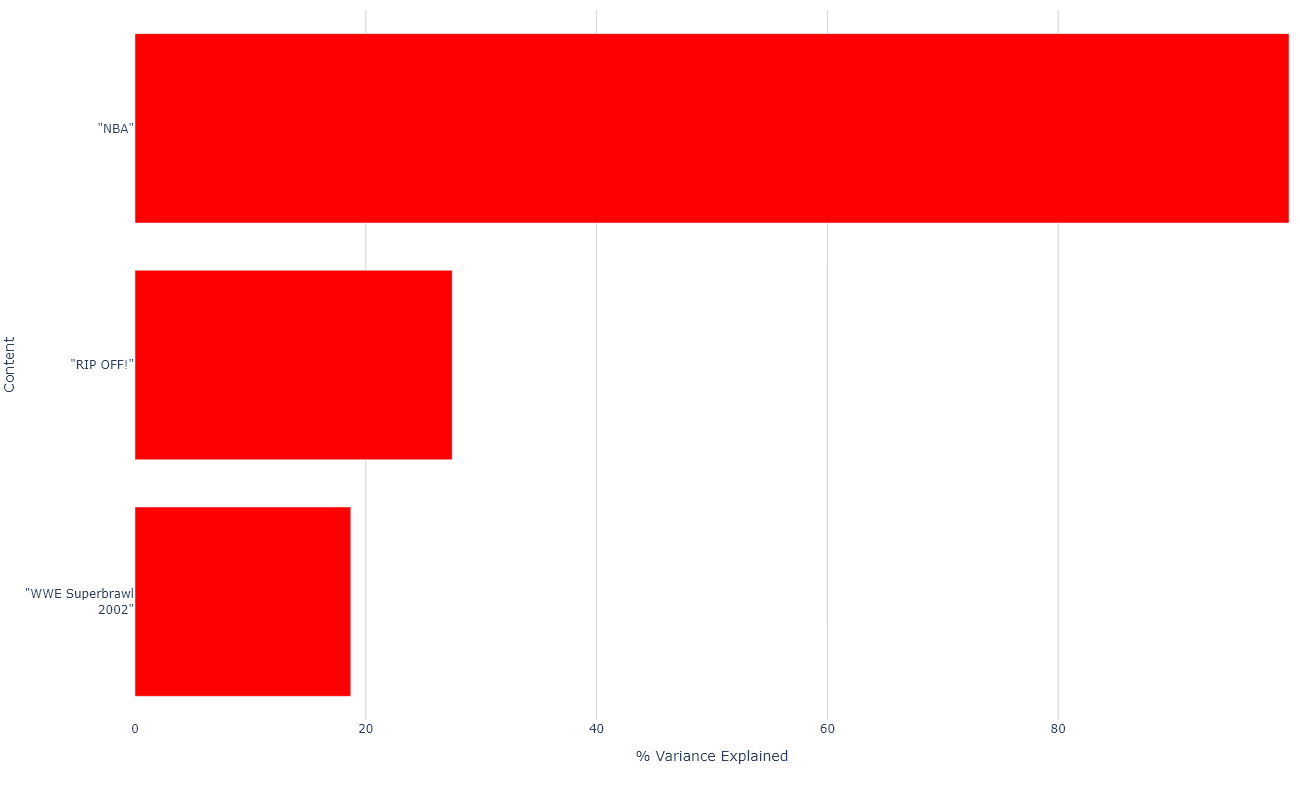 "NBA"
"RIP OFF!"
"WWE Superbrawl
2002"
Content
0 20 40 60 80
% Variance Explained